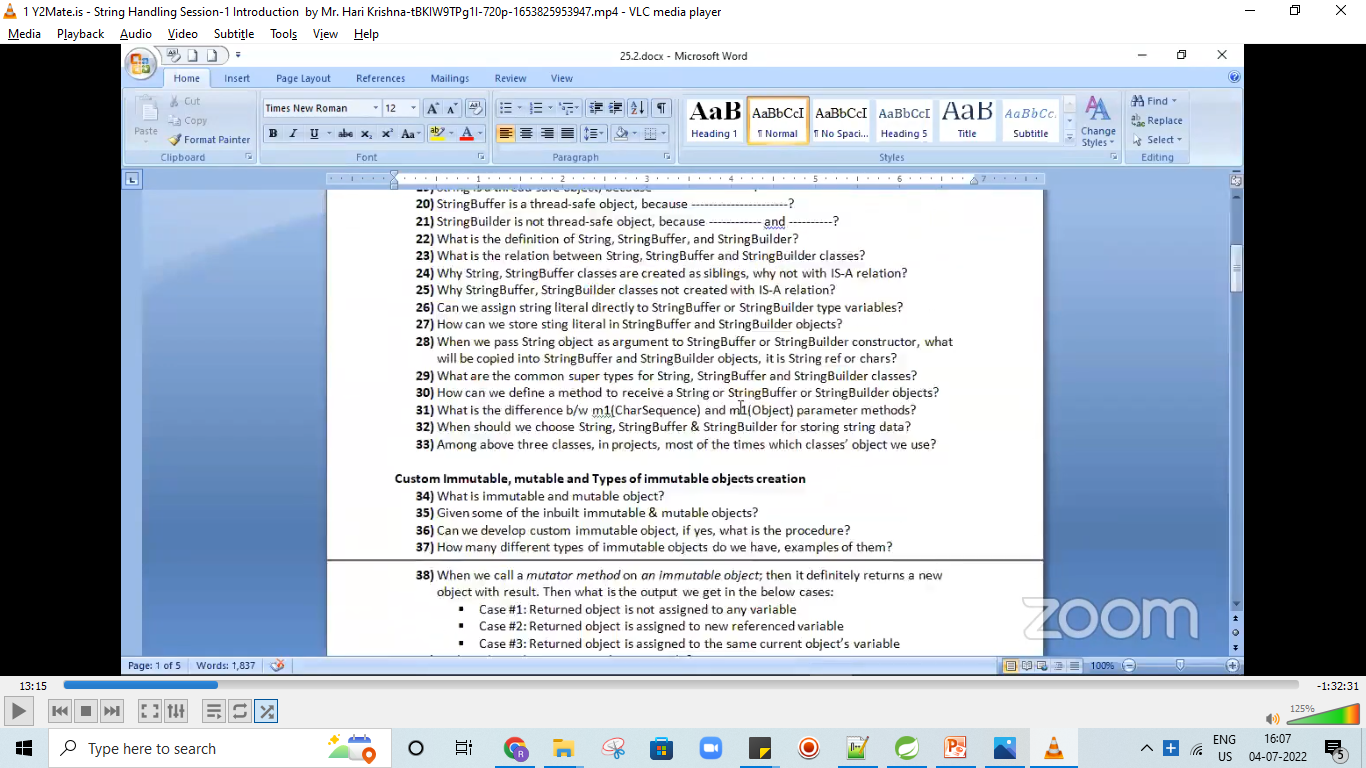 1 Y2Mate.is - String Handling Session-1 Introduction by Mr. Hari Krishna-tBKlW9TPg1I-720p-1653825953947.mp4 - VLC media player
Media Playback Audio Video Subtitle Tools View Help
25.2.docx - Microsoft Word
Home Insert Page Layout References Mailings Review View
Paste
Cut
Copy
Format Painter
Clipboard
Times New Roman 12
Font
Paragraph
AaB AaBbCcI AaBbCcI AaBbCcI AaB AaBbCc.
Heading 1 ¶ Normal ¶ No Spaci... Heading 5 Title Subtitle
Change Styles
Styles
Find
Replace
Select
Editing
1 2 3 4 5 6 7
20) StringBuffer is a thread-safe object, because ----------------------?
21) StringBuilder is not thread-safe object, because ------------ and ----------?
22) What is the definition of String, StringBuffer, and StringBuilder?
23) What is the relation between String, StringBuffer and StringBuilder classes?
24) Why String, StringBuffer classes are created as siblings, why not with IS-A relation?
25) Why StringBuffer, StringBuilder classes not created with IS-A relation?
26) Can we assign string literal directly to StringBuffer or StringBuilder type variables?
27) How can we store sting literal in StringBuffer and StringBuilder objects?
28) When we pass String object as argument to StringBuffer or StringBuilder constructor, what
will be copied into StringBuffer and StringBuilder objects, it is String ref or chars?
29) What are the common super types for String, StringBuffer and StringBuilder classes?
30) How can we define a method to receive a String or StringBuffer or StringBuilder objects?
31) What is the difference b/w m1(CharSequence) and m1(Object) parameter methods?
32) When should we choose String, StringBuffer & StringBuilder for storing string data?
33) Among above three classes, in projects, most of the times which classes' object we use?
Custom Immutable, mutable and Types of immutable objects creation
34) What is immutable and mutable object?
35) Given some of the inbuilt immutable & mutable objects?
36) Can we develop custom immutable object, if yes, what is the procedure?
37) How many different types of immutable objects do we have, examples of them?
38) When we call a mutator method on an immutable object; then it definitely returns a new
object with result. Then what is the output we get in the below cases:
▪ Case #1: Returned object is not assigned to any variable
▪ Case #2: Returned object is assigned to new referenced variable
▪ Case #3: Returned object is assigned to the same current object's variable
zoom
Page: 1 of 5 Words: 1,837 100%
13:15 -1:32:31
125%
Type here to search
ENG
US
16:07
04-07-2022
5